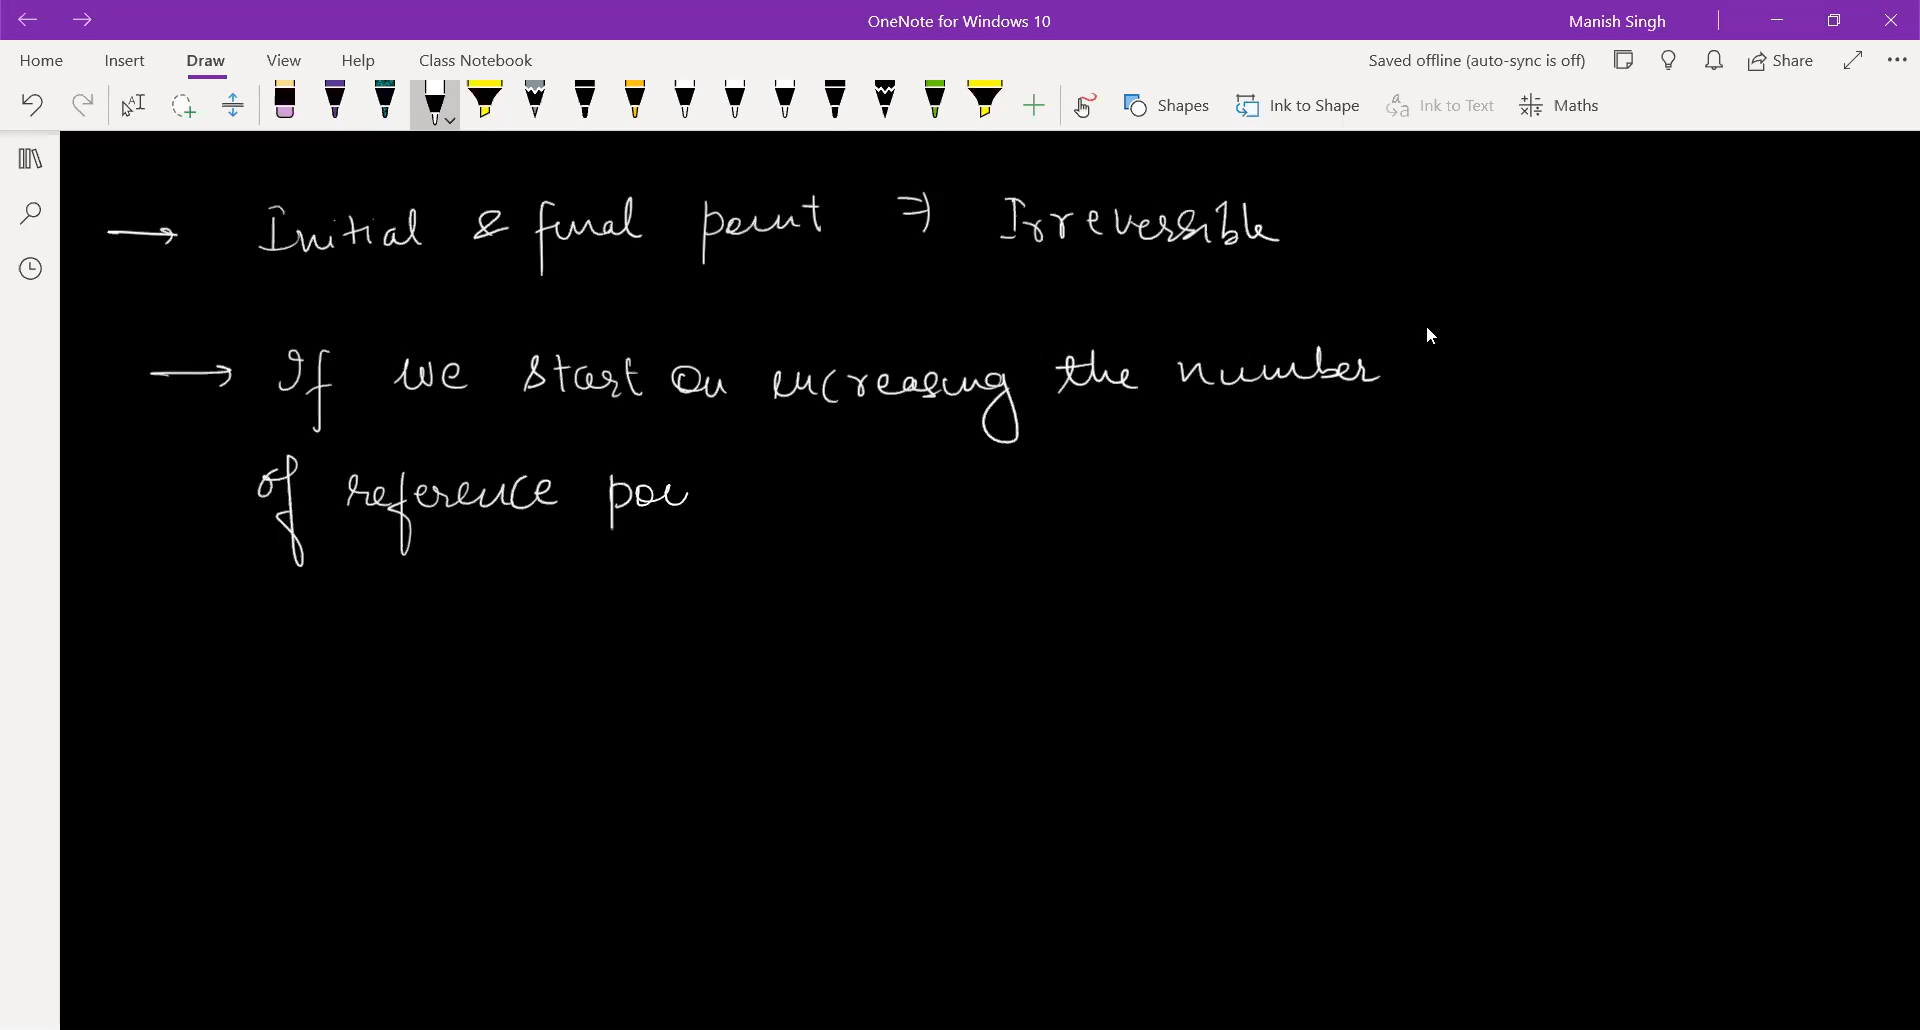 OneNote for Windows 10
Manish Singh
Home Insert Draw View Help Class Notebook
Saved offline (auto-sync is off) Share
Shapes Ink to Shape Ink to Text Maths
→ Initial & final point ⇒ Irreversible
→ If we start on increasing the number
of reference poi